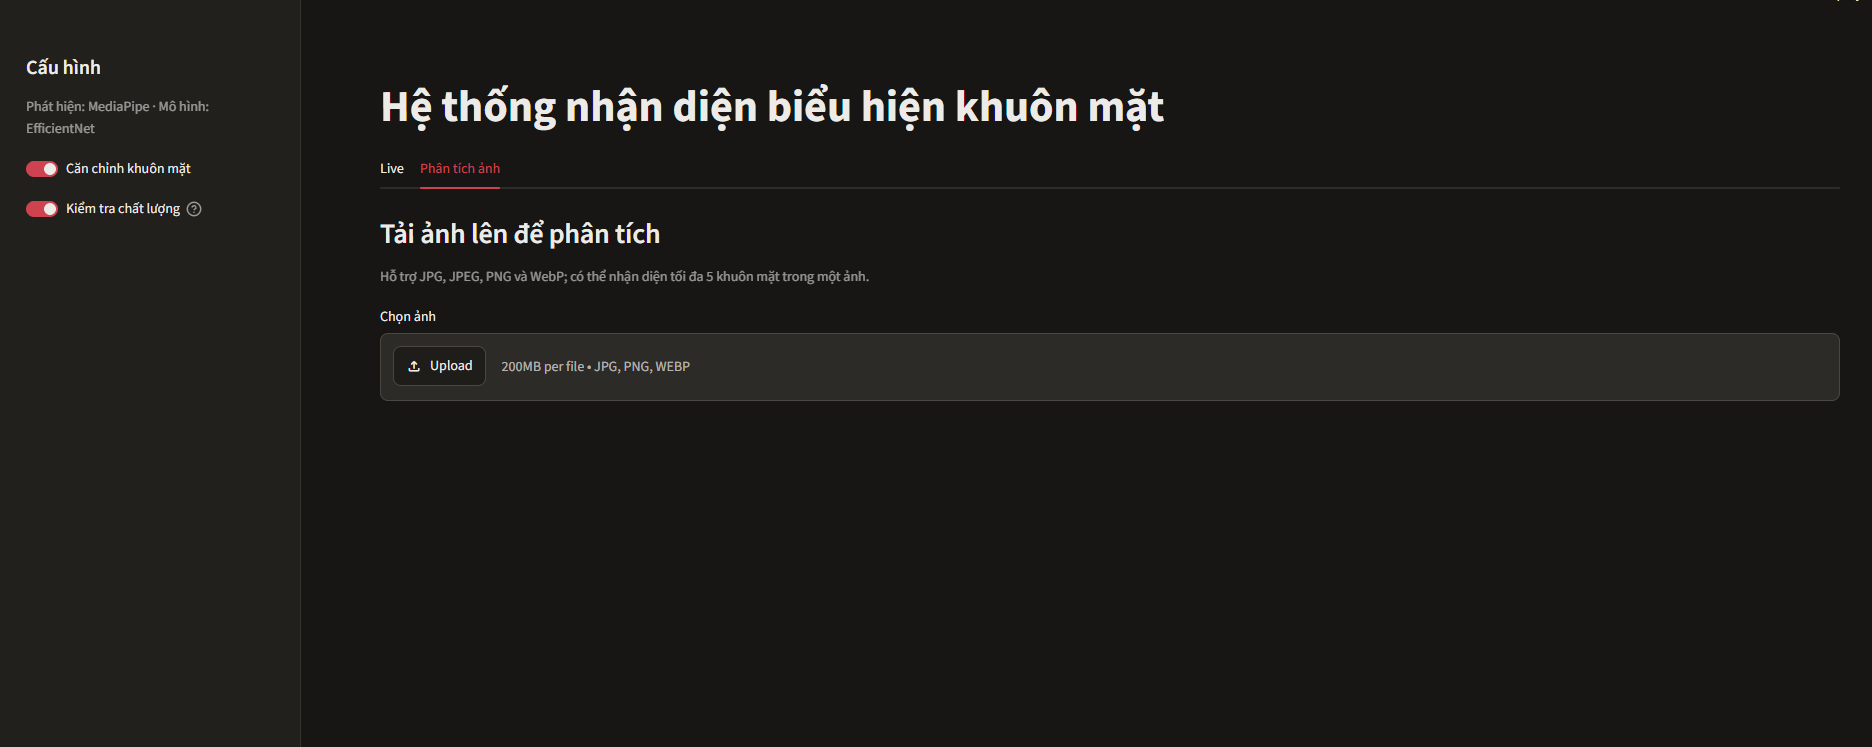 Cấu hình
Phát hiện: MediaPipe · Mô hình:
EfficientNet
Căn chỉnh khuôn mặt
Kiểm tra chất lượng
Hệ thống nhận diện biểu hiện khuôn mặt
Live Phân tích ảnh
Tải ảnh lên để phân tích
Hỗ trợ JPG, JPEG, PNG và WebP; có thể nhận diện tối đa 5 khuôn mặt trong một ảnh.
Chọn ảnh
Upload 200MB per file • JPG, PNG, WEBP